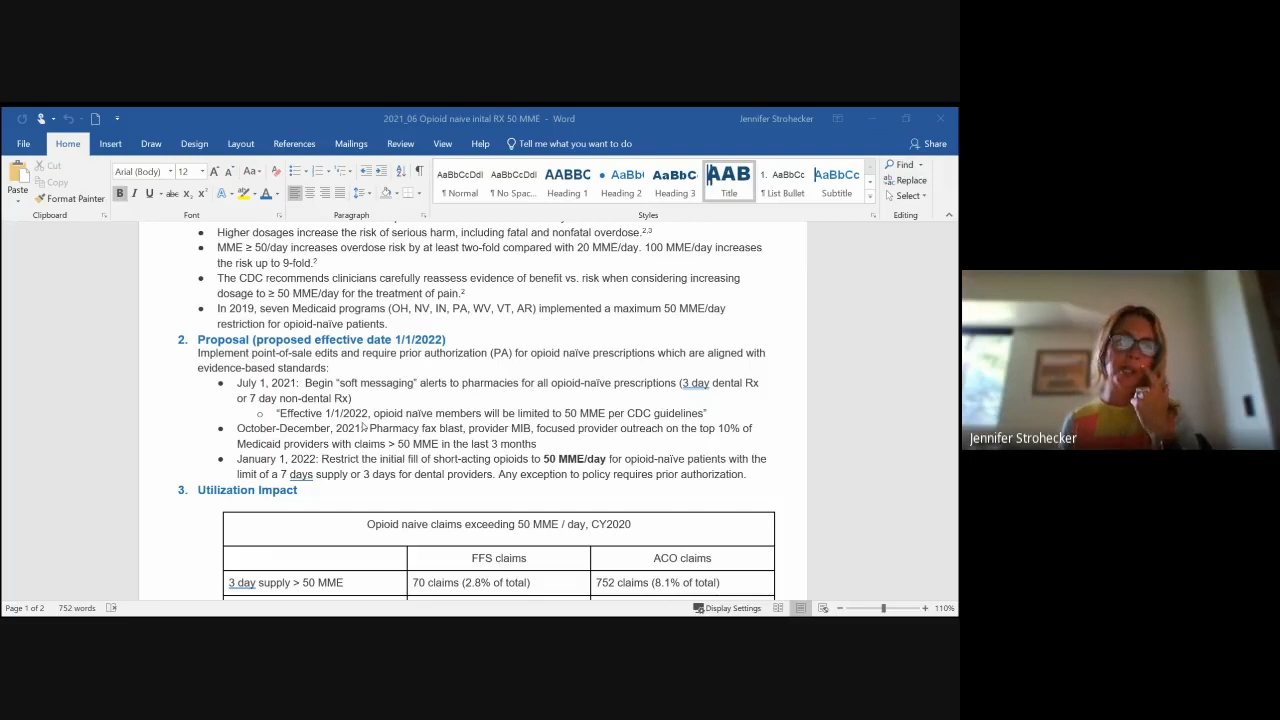 2021_06 Opioid naive inital RX 50 MME - Word
Jennifer Strohecker
File Home Insert Draw Design Layout References Mailings Review View Help Tell me what you want to do Share
Paste
Cut
Copy
Format Painter
Clipboard
Arial (Body) 12
Font
Paragraph
AaBbCcDdI AaBbCcDdI AABBC AaBbC AaBbC AAB 1. AaBbCc AaBbCc
¶ Normal ¶ No Spac... Heading 1 Heading 2 Heading 3 Title ¶ List Bullet Subtitle
Styles
Find
Replace
Select
Editing
● Higher dosages increase the risk of serious harm, including fatal and nonfatal overdose.2,3
● MME ≥ 50/day increases overdose risk by at least two-fold compared with 20 MME/day. 100 MME/day increases
the risk up to 9-fold.2
● The CDC recommends clinicians carefully reassess evidence of benefit vs. risk when considering increasing
dosage to ≥ 50 MME/day for the treatment of pain.2
● In 2019, seven Medicaid programs (OH, NV, IN, PA, WV, VT, AR) implemented a maximum 50 MME/day
restriction for opioid-naïve patients.
2. Proposal (proposed effective date 1/1/2022)
Implement point-of-sale edits and require prior authorization (PA) for opioid naïve prescriptions which are aligned with
evidence-based standards:
● July 1, 2021: Begin “soft messaging” alerts to pharmacies for all opioid-naïve prescriptions (3 day dental Rx
or 7 day non-dental Rx)
○ “Effective 1/1/2022, opioid naïve members will be limited to 50 MME per CDC guidelines”
● October-December, 2021: Pharmacy fax blast, provider MIB, focused provider outreach on the top 10% of
Medicaid providers with claims > 50 MME in the last 3 months
● January 1, 2022: Restrict the initial fill of short-acting opioids to 50 MME/day for opioid-naïve patients with the
limit of a 7 days supply or 3 days for dental providers. Any exception to policy requires prior authorization.
3. Utilization Impact
Opioid naive claims exceeding 50 MME / day, CY2020
FFS claims ACO claims
3 day supply > 50 MME 70 claims (2.8% of total) 752 claims (8.1% of total)
Page 1 of 2 752 words Display Settings 110%
Jennifer Strohecker